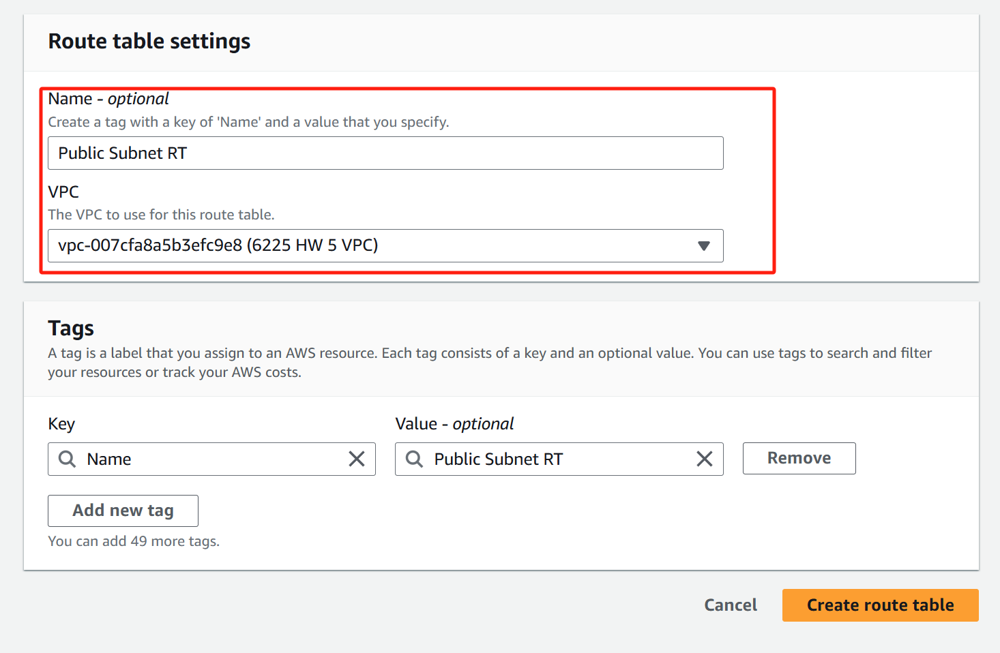 Route table settings
Name - optional
Create a tag with a key of 'Name' and a value that you specify.
Public Subnet RT
VPC
The VPC to use for this route table.
vpc-007cfa8a5b3efc9e8 (6225 HW 5 VPC)
Tags
A tag is a label that you assign to an AWS resource. Each tag consists of a key and an optional value. You can use tags to search and filter
your resources or track your AWS costs.
Key
Value - optional
Name
Public Subnet RT
Remove
Add new tag
You can add 49 more tags.
Cancel
Create route table